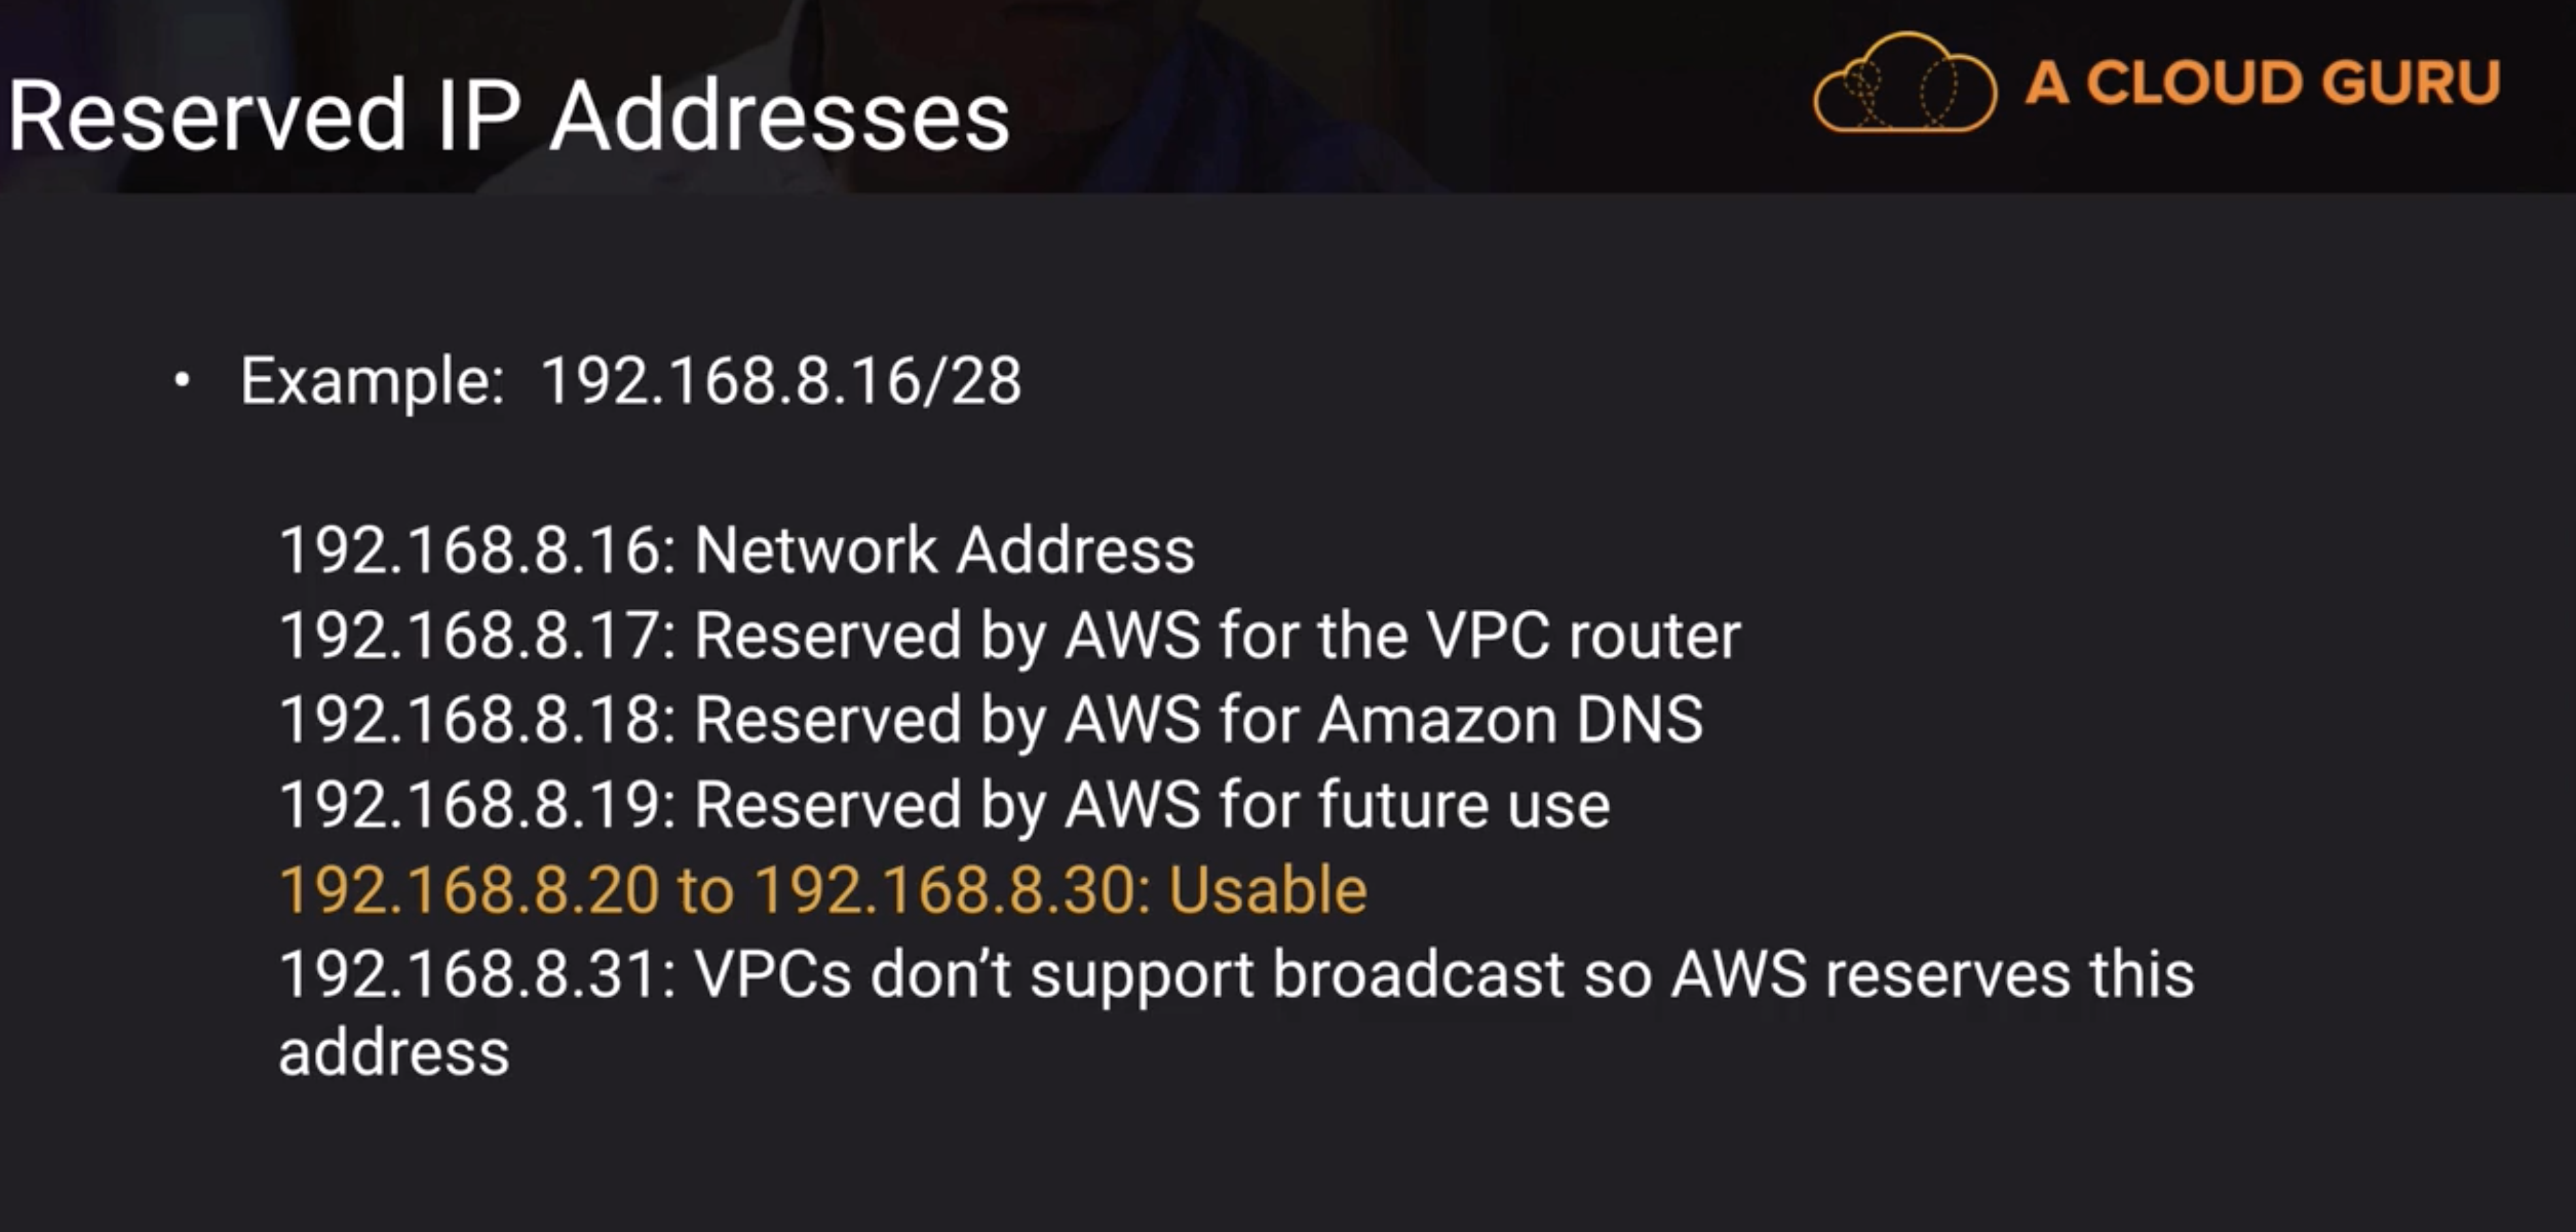 Reserved IP Addresses
A CLOUD GURU
• Example: 192.168.8.16/28
192.168.8.16: Network Address
192.168.8.17: Reserved by AWS for the VPC router
192.168.8.18: Reserved by AWS for Amazon DNS
192.168.8.19: Reserved by AWS for future use
192.168.8.20 to 192.168.8.30: Usable
192.168.8.31: VPCs don’t support broadcast so AWS reserves this
address